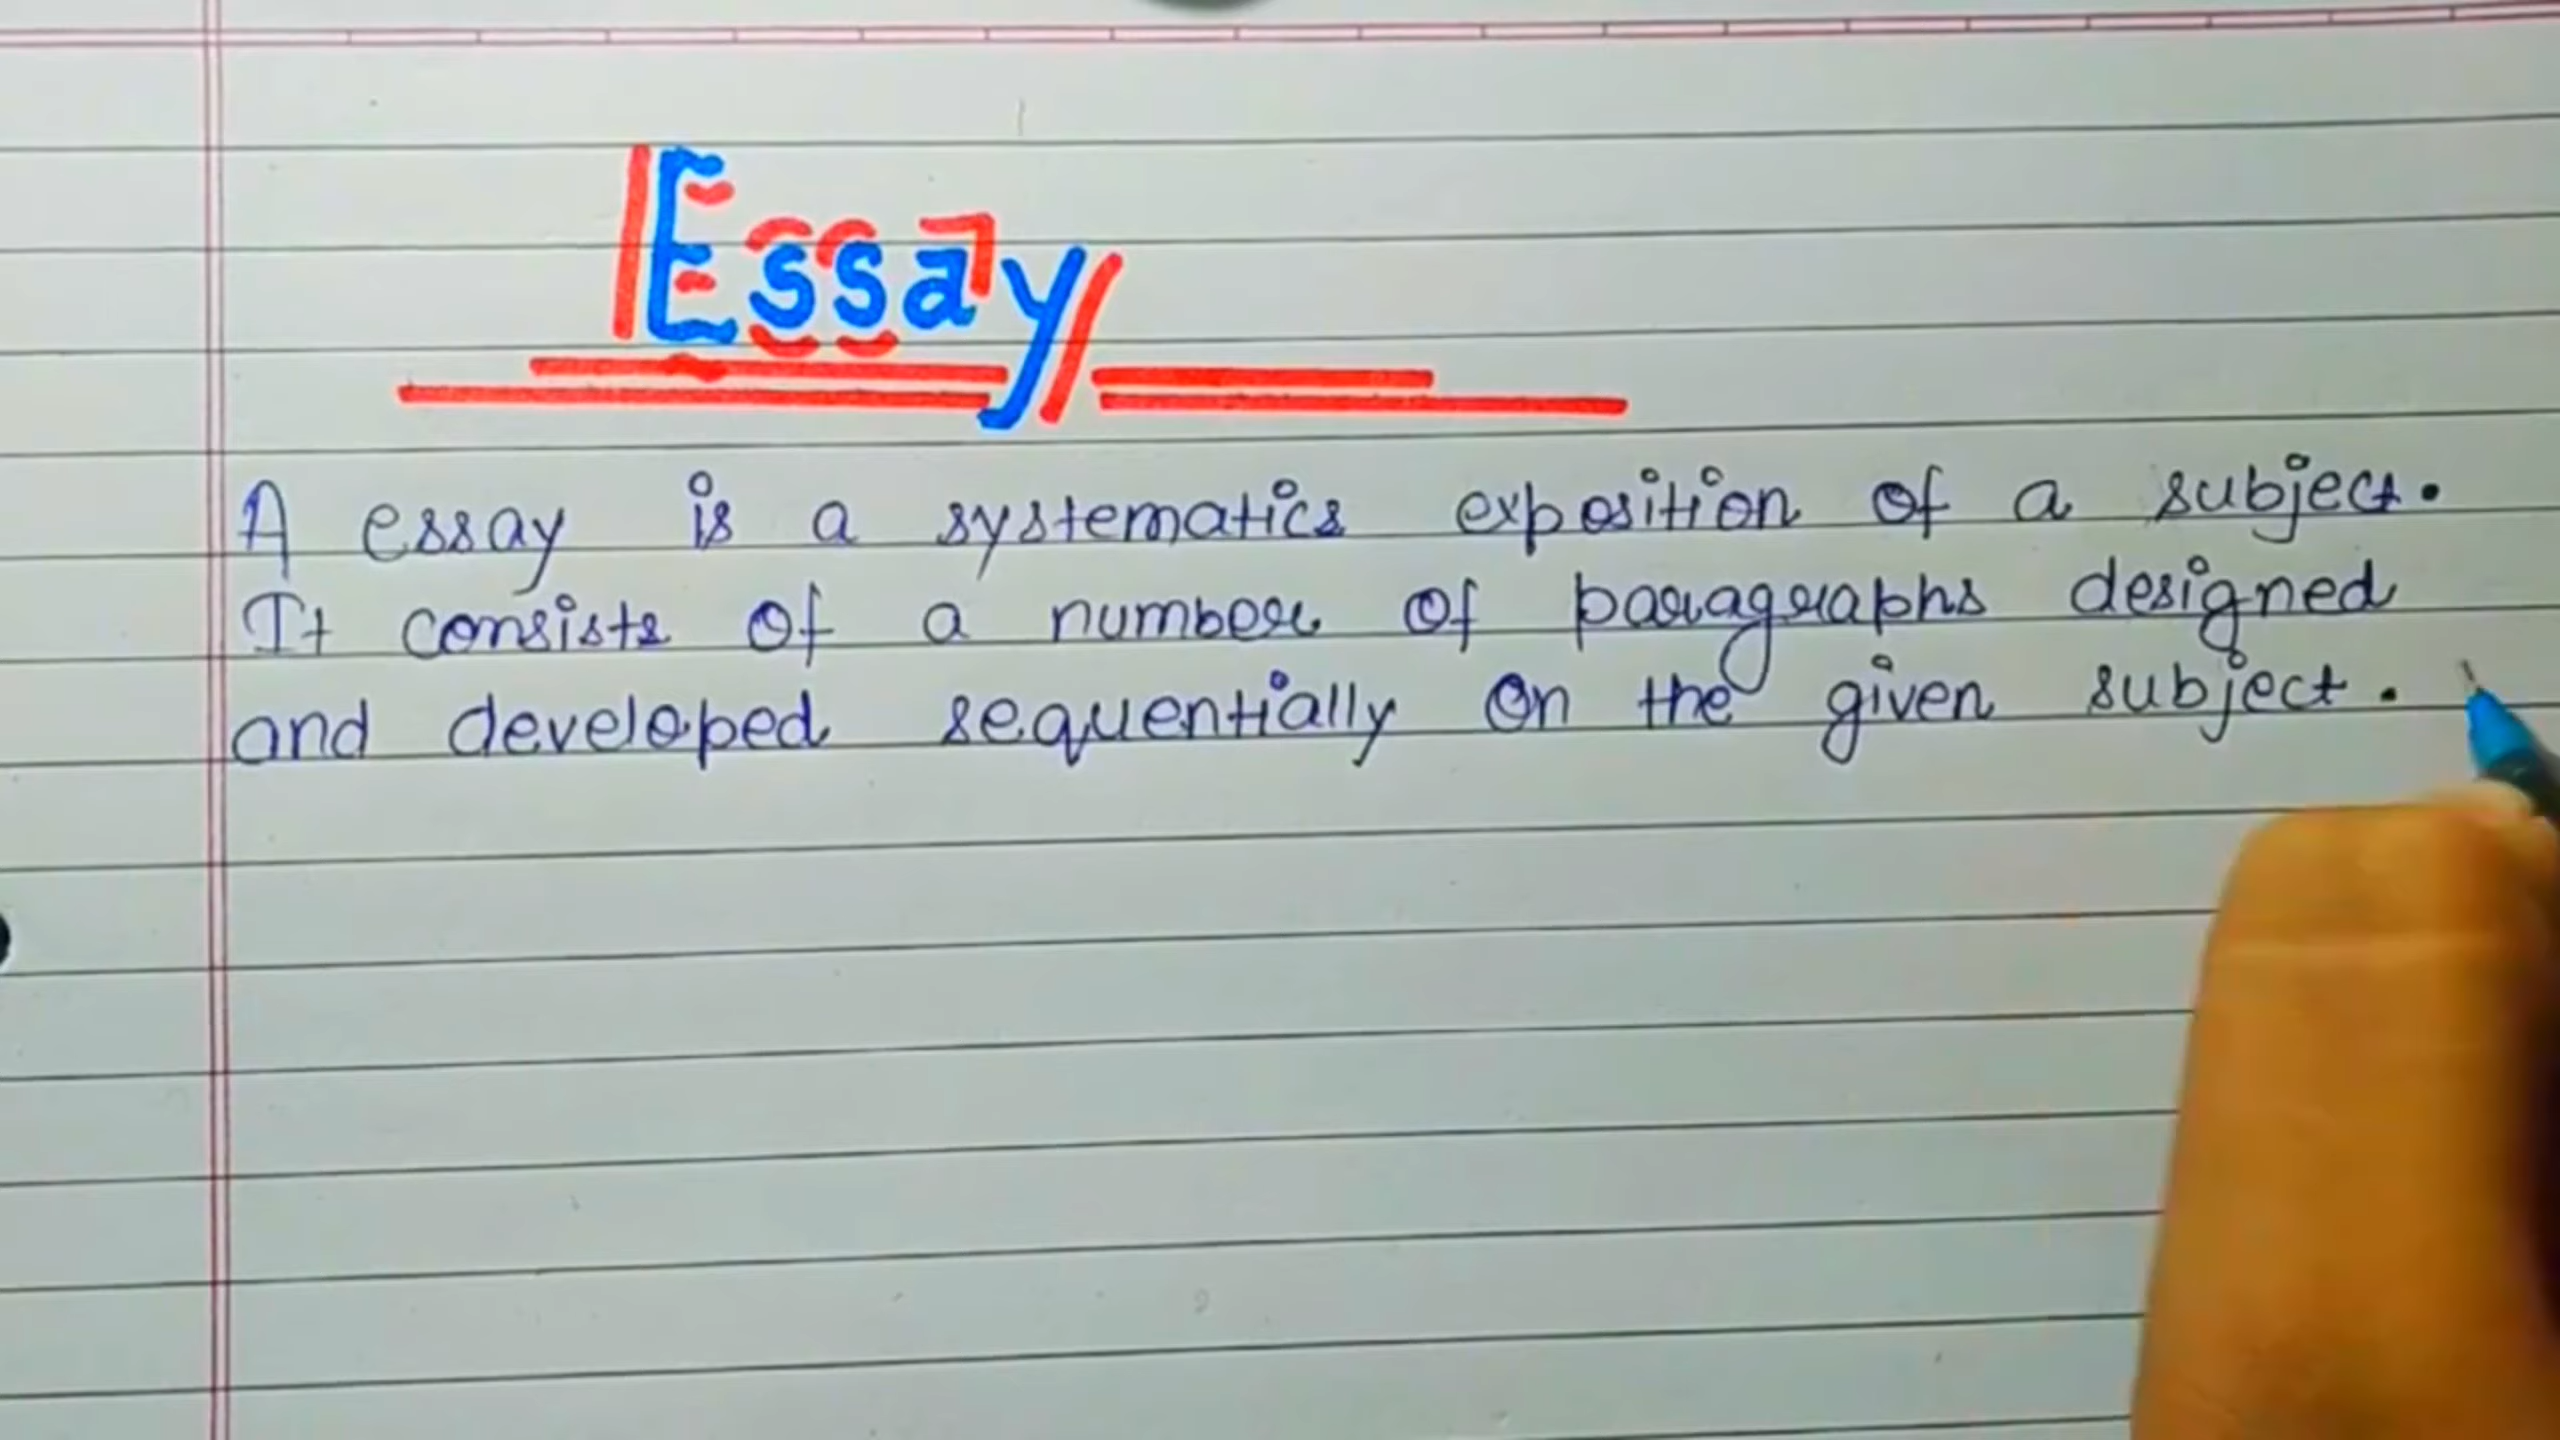 Essay
A essay is a systematics exposition of a subject.
It consists of a number of paragraphs designed
and developed sequentially on the given subject.